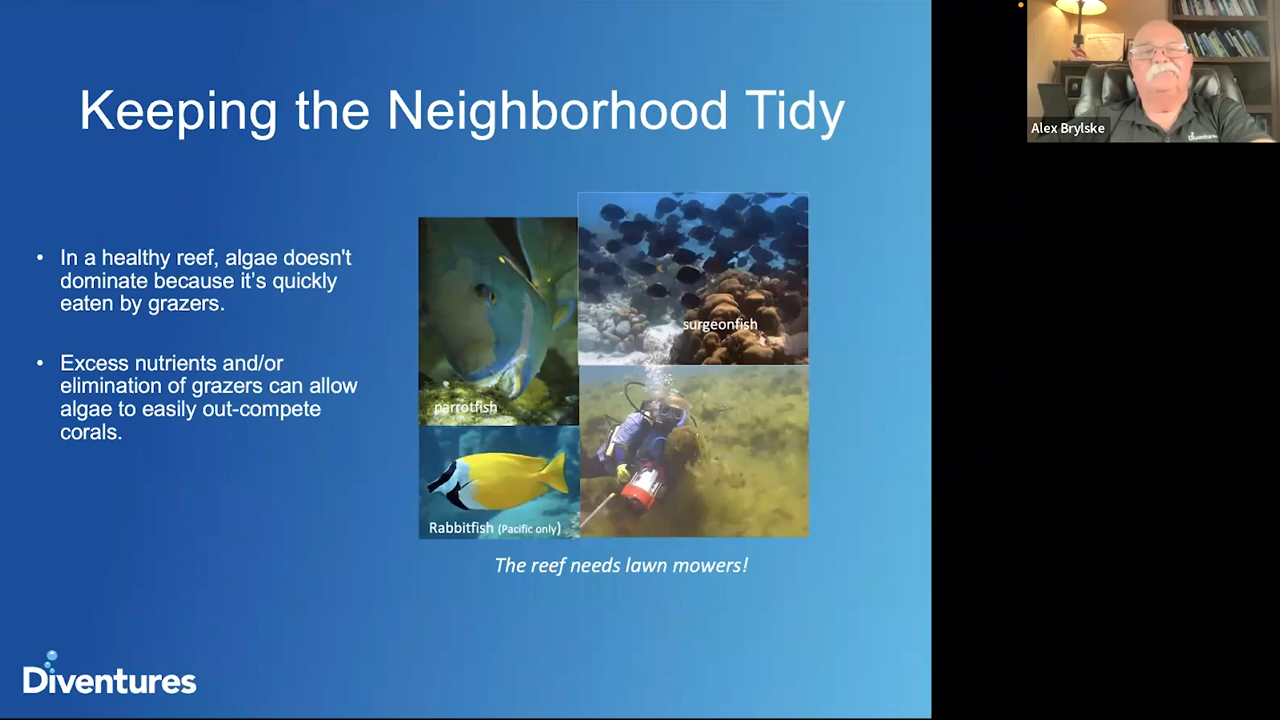 Keeping the Neighborhood Tidy
Alex Brylske
Diventures
• In a healthy reef, algae doesn't
dominate because it’s quickly
eaten by grazers.
• Excess nutrients and/or
elimination of grazers can allow
algae to easily out-compete
corals.
surgeonfish
parrotfish
Rabbitfish (Pacific only)
The reef needs lawn mowers!
Diventures